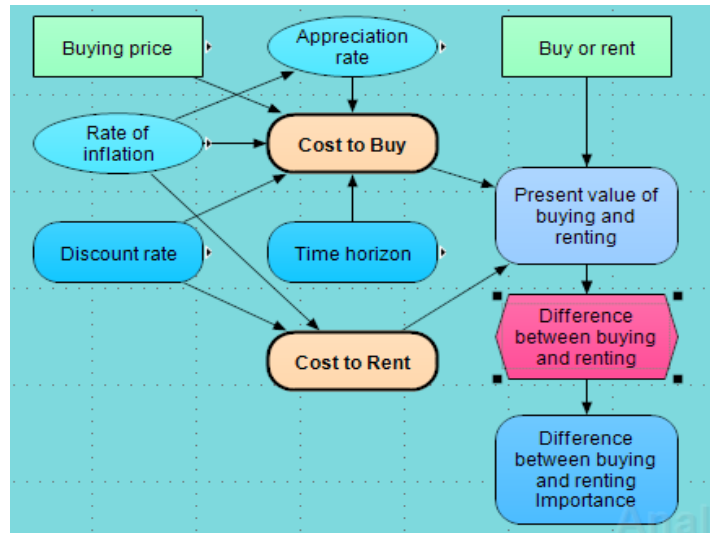 Buying price
Appreciation
rate
Buy or rent
Rate of
inflation
Cost to Buy
Present value of
buying and
renting
Discount rate
Time horizon
Difference
between buying
and renting
Cost to Rent
Difference
between buying
and renting
Importance
Anal